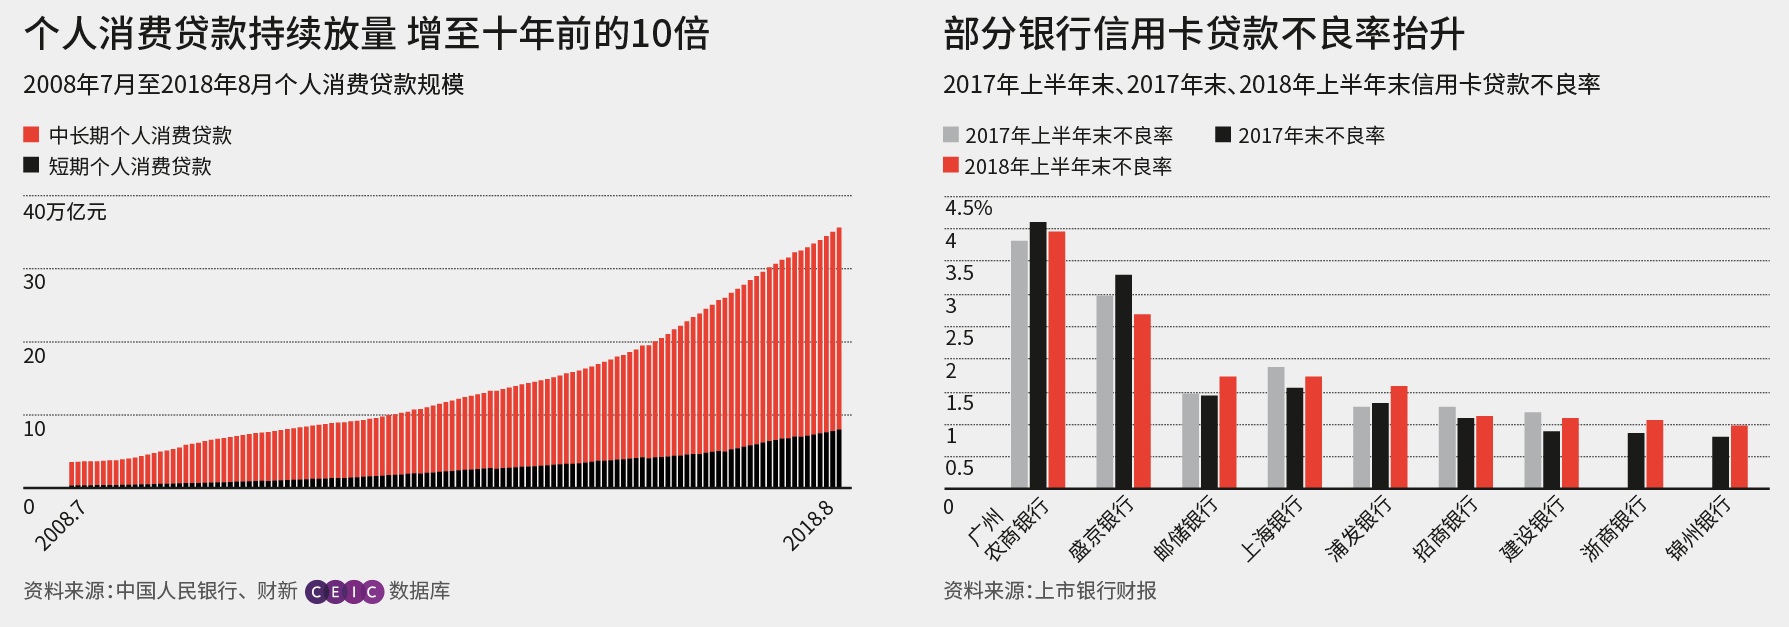 个人消费贷款持续放量 增至十年前的10倍
2008年7月至2018年8月个人消费贷款规模
中长期个人消费贷款
短期个人消费贷款
40万亿元
30
20
10
0
2008.7
2018.8
资料来源:中国人民银行、财新 CEIC 数据库
部分银行信用卡贷款不良率抬升
2017年上半年末、2017年末、2018年上半年末信用卡贷款不良率
2017年上半年末不良率
2017年末不良率
2018年上半年末不良率
4.5%
4
3.5
3
2.5
2
1.5
1
0.5
0
广州
农商银行
盛京银行
邮储银行
上海银行
浦发银行
招商银行
建设银行
浙商银行
锦州银行
资料来源:上市银行财报